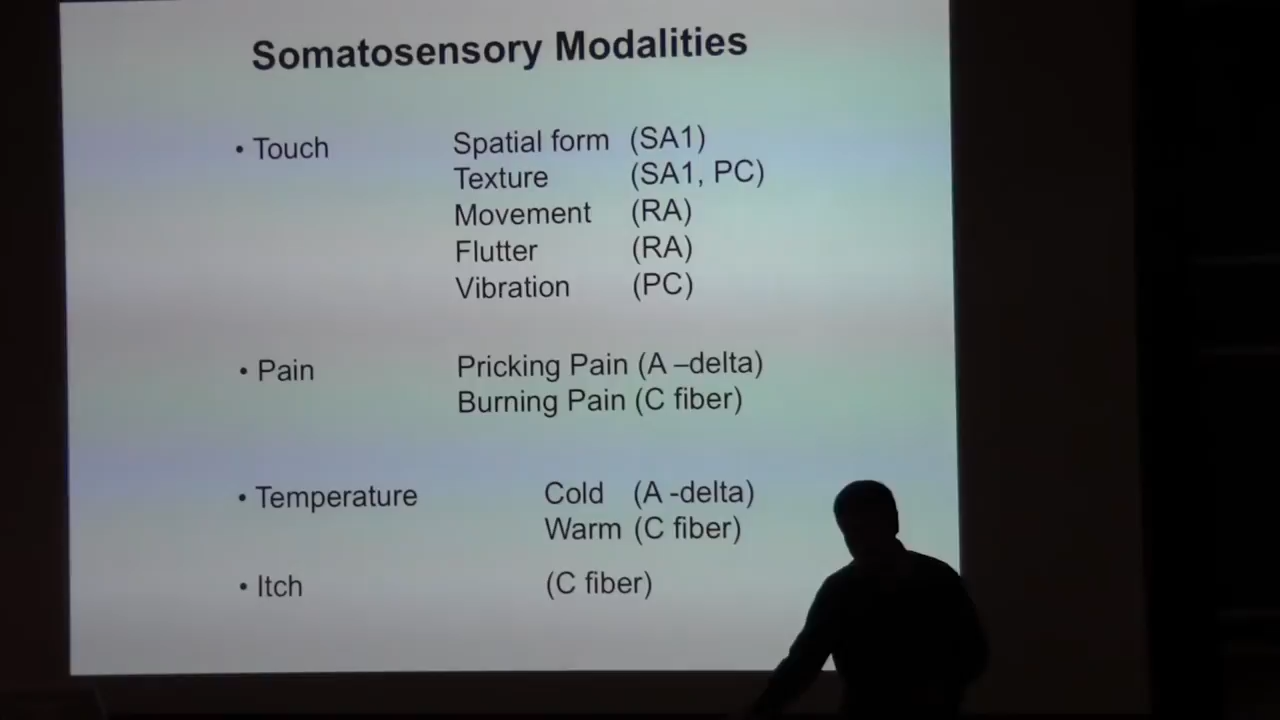 Somatosensory Modalities
• Touch Spatial form (SA1)
Texture (SA1, PC)
Movement (RA)
Flutter (RA)
Vibration (PC)
• Pain Pricking Pain (A –delta)
Burning Pain (C fiber)
• Temperature Cold (A -delta)
Warm (C fiber)
• Itch (C fiber)